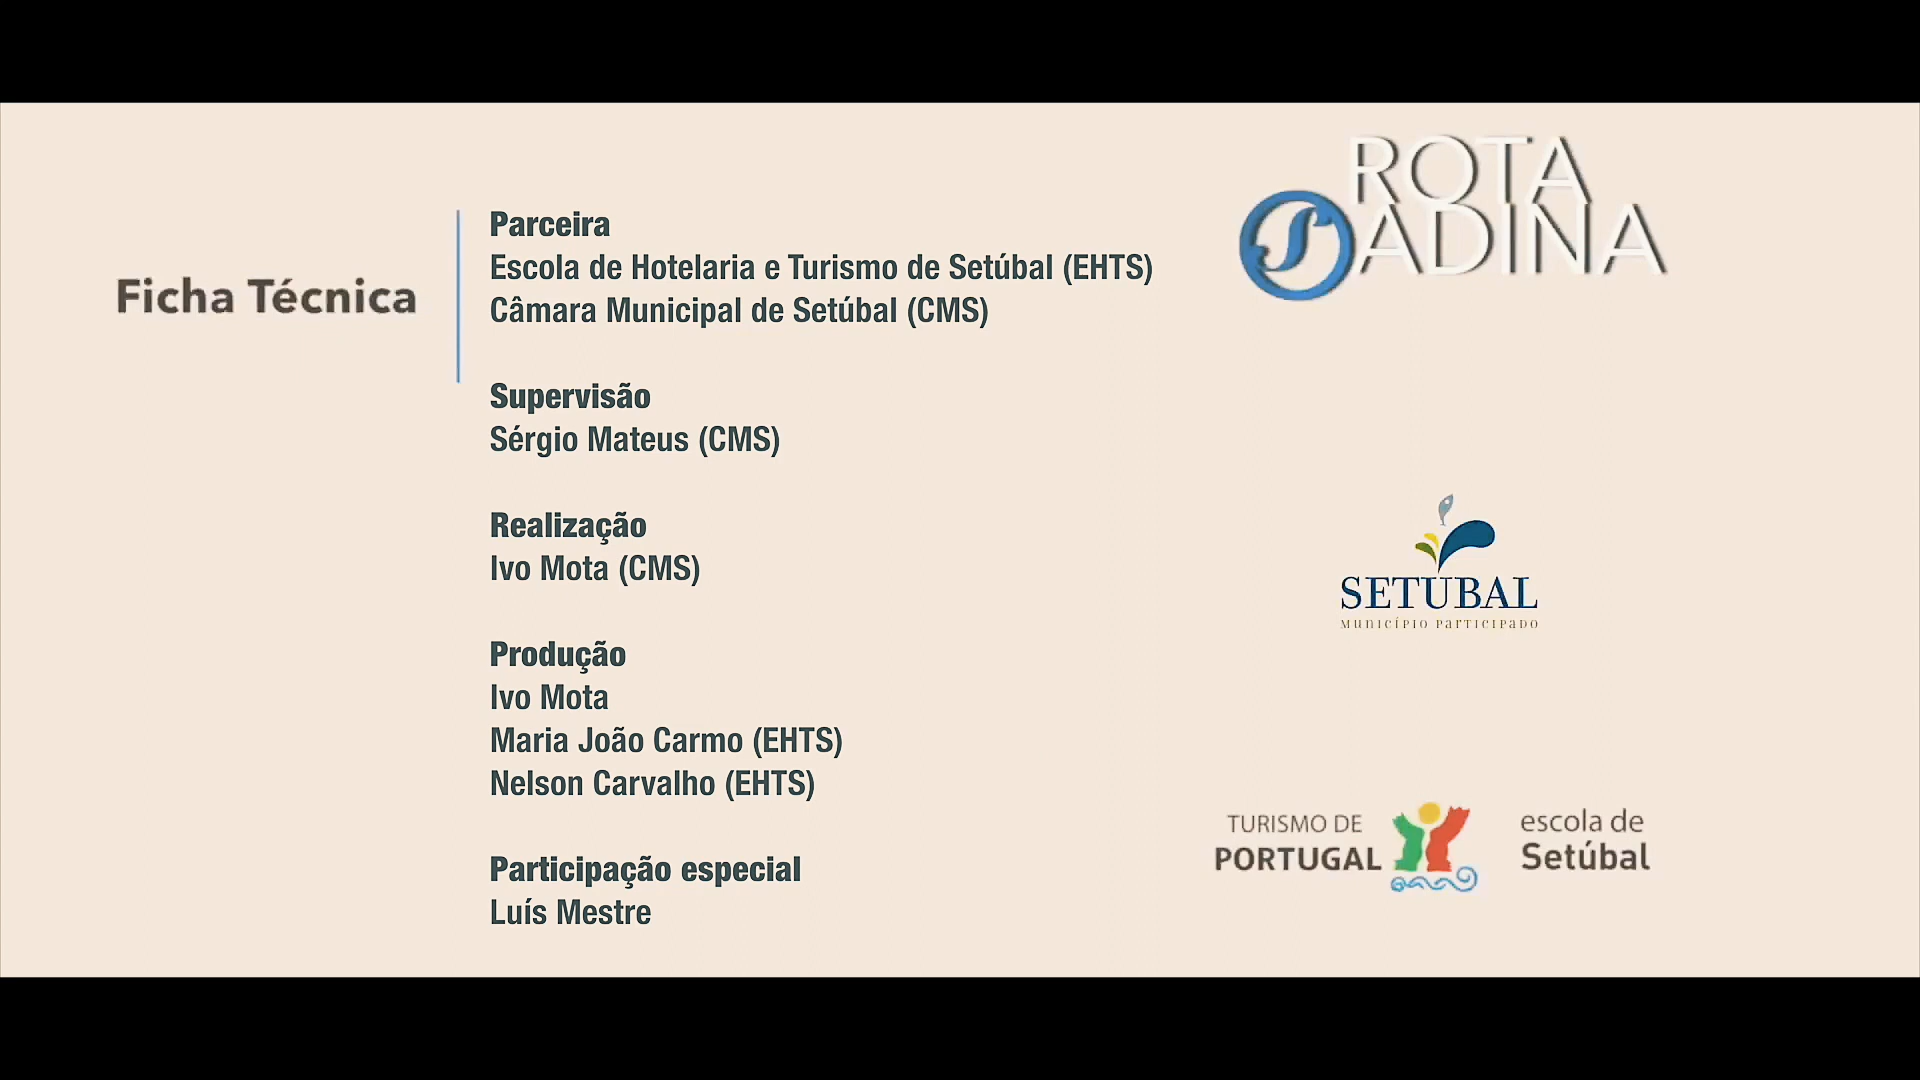 Ficha Técnica
Parceira
Escola de Hotelaria e Turismo de Setúbal (EHTS)
Câmara Municipal de Setúbal (CMS)
Supervisão
Sérgio Mateus (CMS)
Realização
Ivo Mota (CMS)
Produção
Ivo Mota
Maria João Carmo (EHTS)
Nelson Carvalho (EHTS)
Participação especial
Luís Mestre
ROTA
SADINA
SETUBAL
MUNICÍPIO PARTICIPADO
TURISMO DE
PORTUGAL
escola de
Setúbal